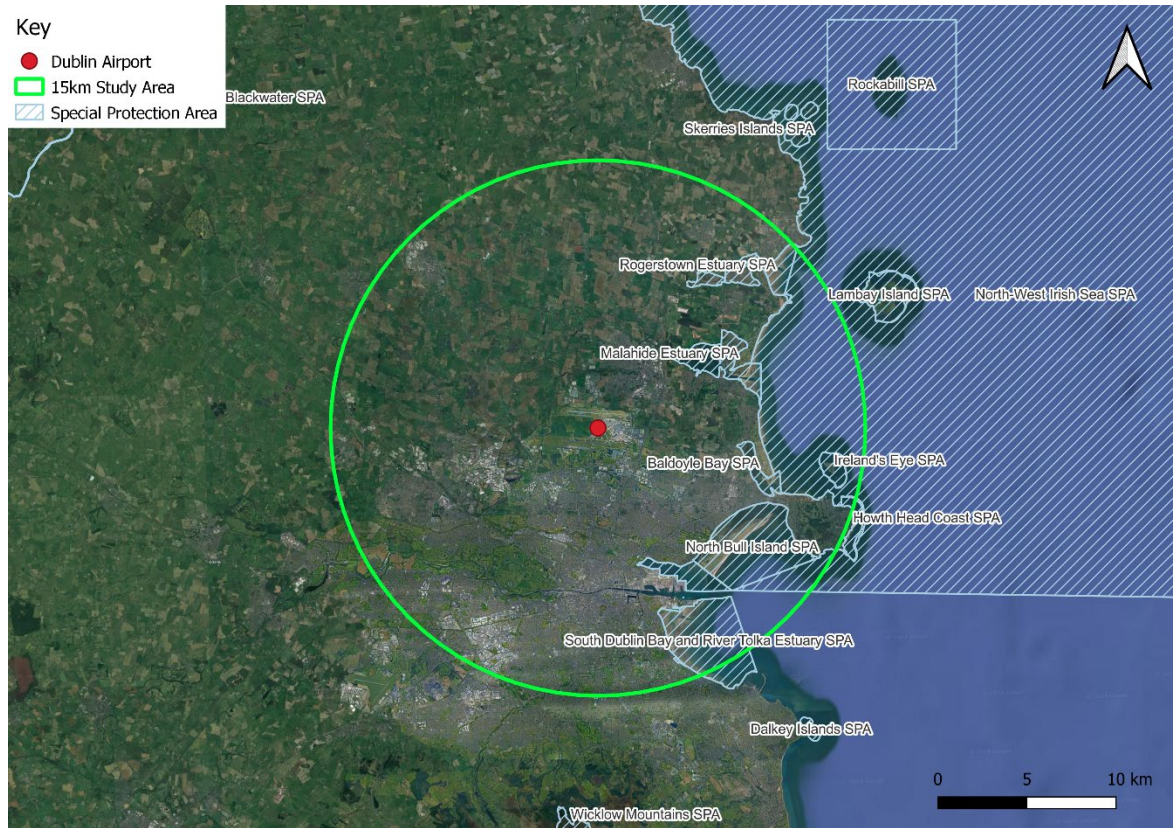 Key
Dublin Airport
15km Study Area
Special Protection Area
Blackwater SPA
Rockabill SPA
Skerries Islands SPA
Rogerstown Estuary SPA
Lambay Island SPA
North-West Irish Sea SPA
Malahide Estuary SPA
Baldoyle Bay SPA
Ireland's Eye SPA
Howth Head Coast SPA
North Bull Island SPA
South Dublin Bay and River Tolka Estuary SPA
Dalkey Islands SPA
0 5 10 km
Wicklow Mountains SPA